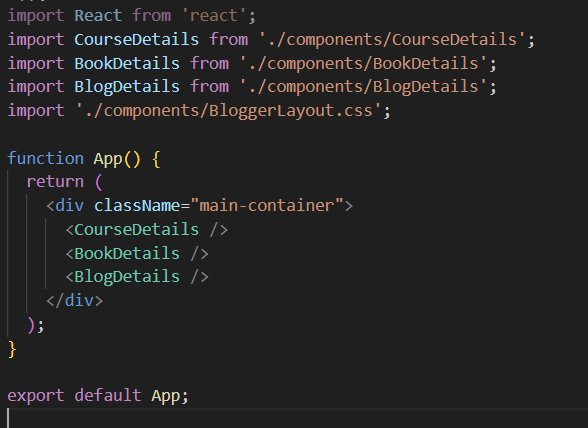 import React from 'react';
import CourseDetails from './components/CourseDetails';
import BookDetails from './components/BookDetails';
import BlogDetails from './components/BlogDetails';
import './components/BloggerLayout.css';

function App() {
  return (
    <div className="main-container">
      <CourseDetails />
      <BookDetails />
      <BlogDetails />
    </div>
  );
}

export default App;